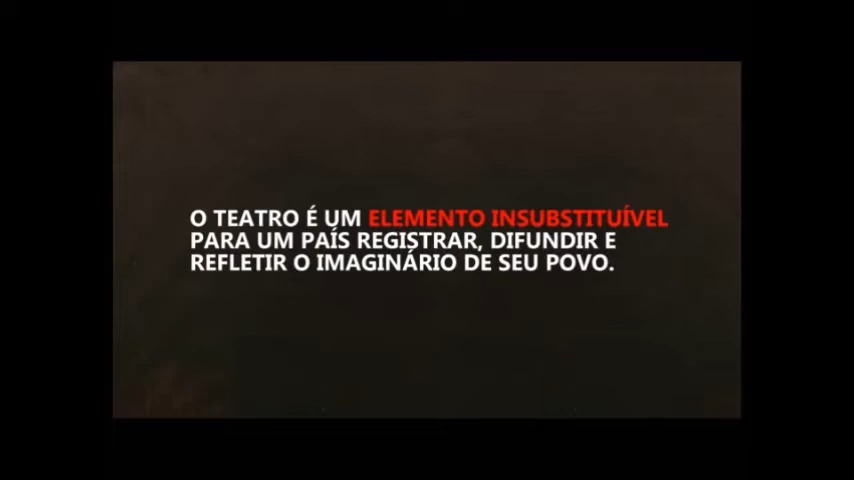 O TEATRO É UM ELEMENTO INSUBSTITUÍVEL
PARA UM PAÍS REGISTRAR, DIFUNDIR E
REFLETIR O IMAGINÁRIO DE SEU POVO.